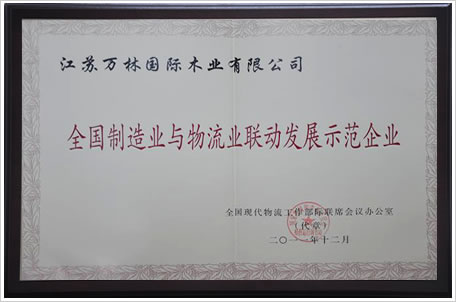 江苏万林国际木业有限公司
全国制造业与物流业联动发展示范企业
全国现代物流工作部际联席会议办公室
（代章）
二〇一一年十二月